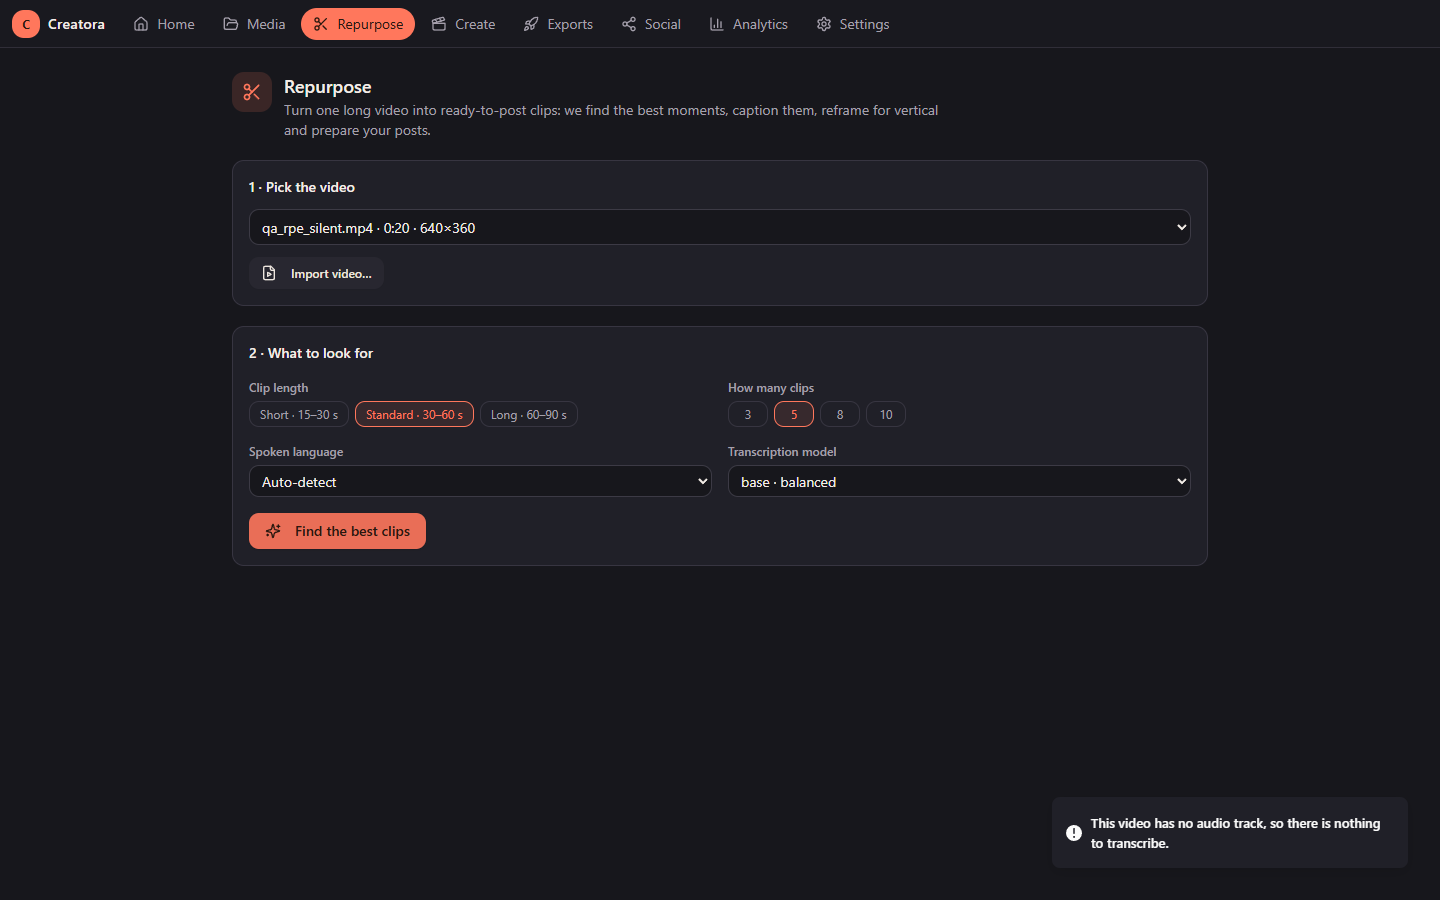 C Creatora Home Media Repurpose Create Exports Social Analytics Settings
Repurpose
Turn one long video into ready-to-post clips: we find the best moments, caption them, reframe for vertical
and prepare your posts.
1 · Pick the video
qa_rpe_silent.mp4 · 0:20 · 640×360
Import video...
2 · What to look for
Clip length
Short · 15–30 s Standard · 30–60 s Long · 60–90 s
How many clips
3 5 8 10
Spoken language
Auto-detect
Transcription model
base · balanced
Find the best clips
This video has no audio track, so there is nothing
to transcribe.